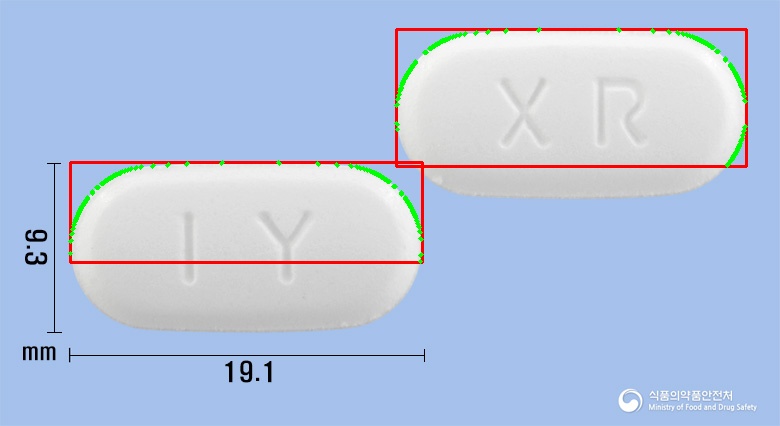 X R
I Y
9.3
mm
19.1
식품의약품안전처
Ministry of Food and Drug Safety